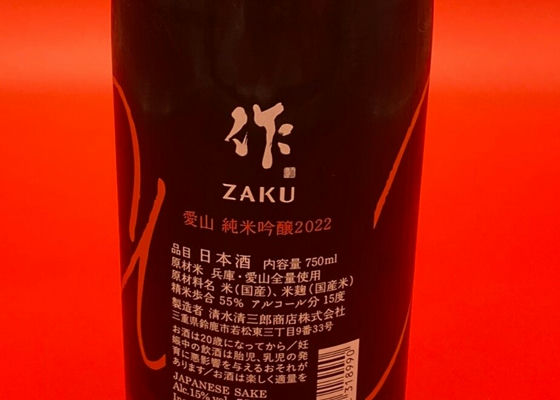 作
ZAKU
愛山 純米吟醸2022
品目 日本酒 内容量 750ml
原材米 兵庫・愛山全量使用
原材料名 米(国産)、米麹(国産米)
精米歩合 55% アルコール分 15度
製造者 清水清三郎商店株式会社
三重県鈴鹿市若松東三丁目9番33号
お酒は20歳になってから/妊
娠中の飲酒は胎児、乳児の発
育に悪影響を与えるおそれが
あります/お酒は楽しく適量を
JAPANESE SAKE
Alc.15% vol.
318990